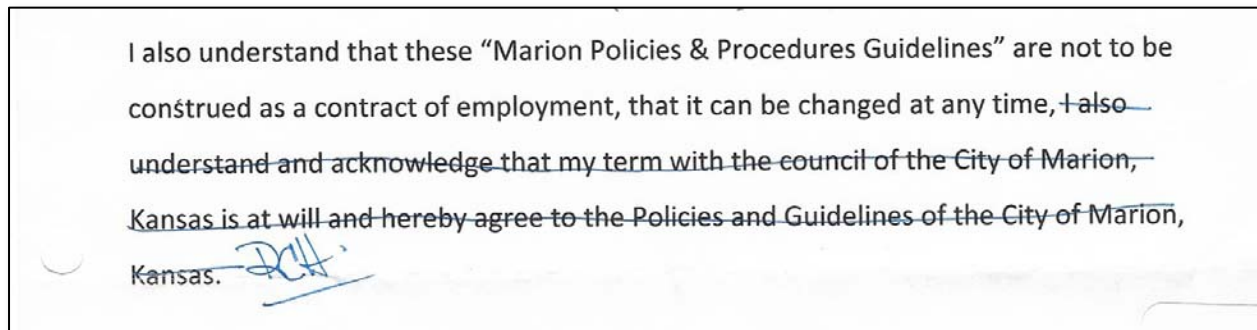 I also understand that these “Marion Policies & Procedures Guidelines” are not to be
construed as a contract of employment, that it can be changed at any time, I also
understand and acknowledge that my term with the council of the City of Marion,
Kansas is at will and hereby agree to the Policies and Guidelines of the City of Marion,
Kansas. DCH